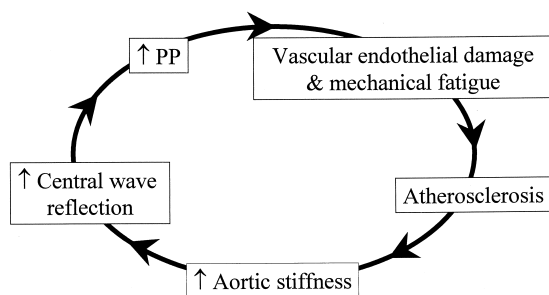 ↑ PP
Vascular endothelial damage
& mechanical fatigue
Atherosclerosis
↑ Aortic stiffness
↑ Central wave
reflection